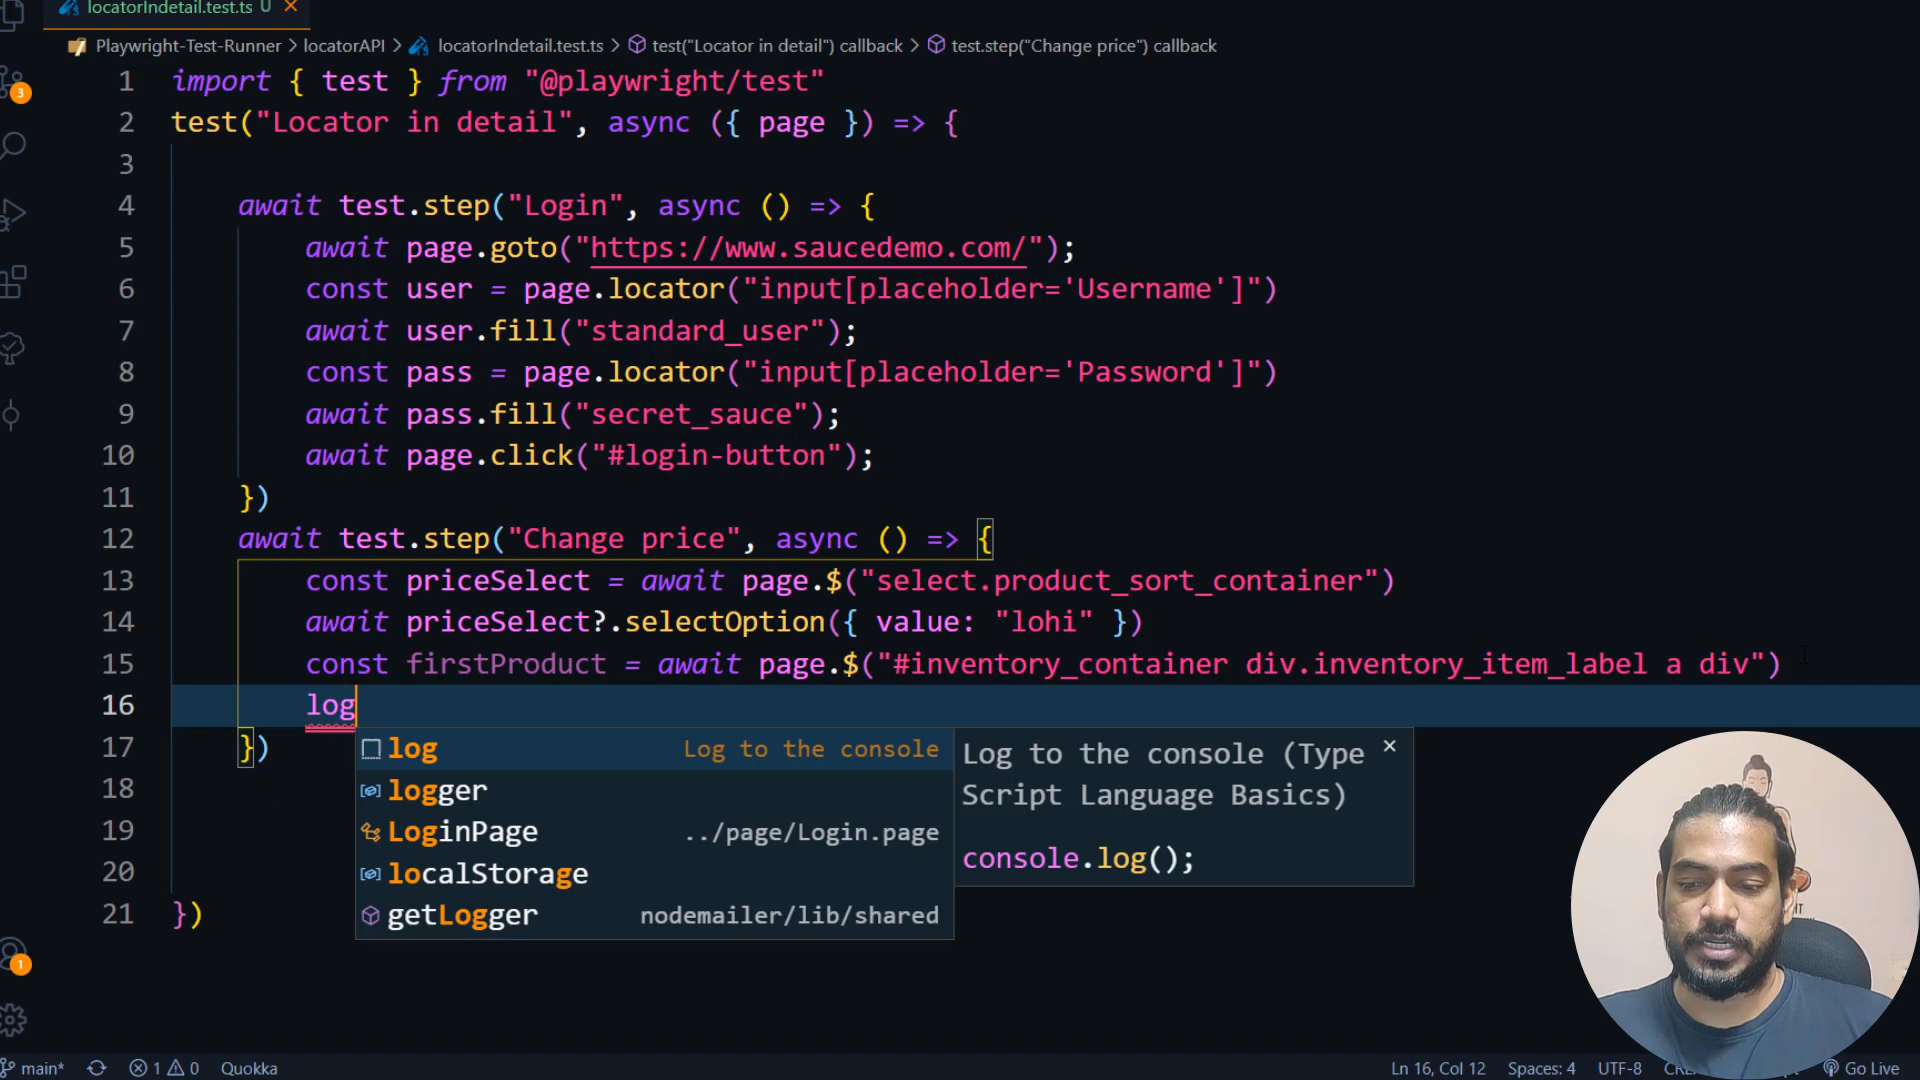 locatorIndetail.test.ts U ×
Playwright-Test-Runner > locatorAPI > locatorIndetail.test.ts > test("Locator in detail") callback > test.step("Change price") callback
1 import { test } from "@playwright/test"
2 test("Locator in detail", async ({ page }) => {
3
4 await test.step("Login", async () => {
5 await page.goto("https://www.saucedemo.com/");
6 const user = page.locator("input[placeholder='Username']")
7 await user.fill("standard_user");
8 const pass = page.locator("input[placeholder='Password']")
9 await pass.fill("secret_sauce");
10 await page.click("#login-button");
11 })
12 await test.step("Change price", async () => {
13 const priceSelect = await page.$("select.product_sort_container")
14 await priceSelect?.selectOption({ value: "lohi" })
15 const firstProduct = await page.$("#inventory_container div.inventory_item_label a div")
16 log
17 })
18
19
20
21 })
log Log to the console
logger
LoginPage ../page/Login.page
localStorage
getLogger nodemailer/lib/shared
Log to the console (Type ×
Script Language Basics)
console.log();
3
1
main* 1 0 Quokka Ln 16, Col 12 Spaces: 4 UTF-8 Go Live